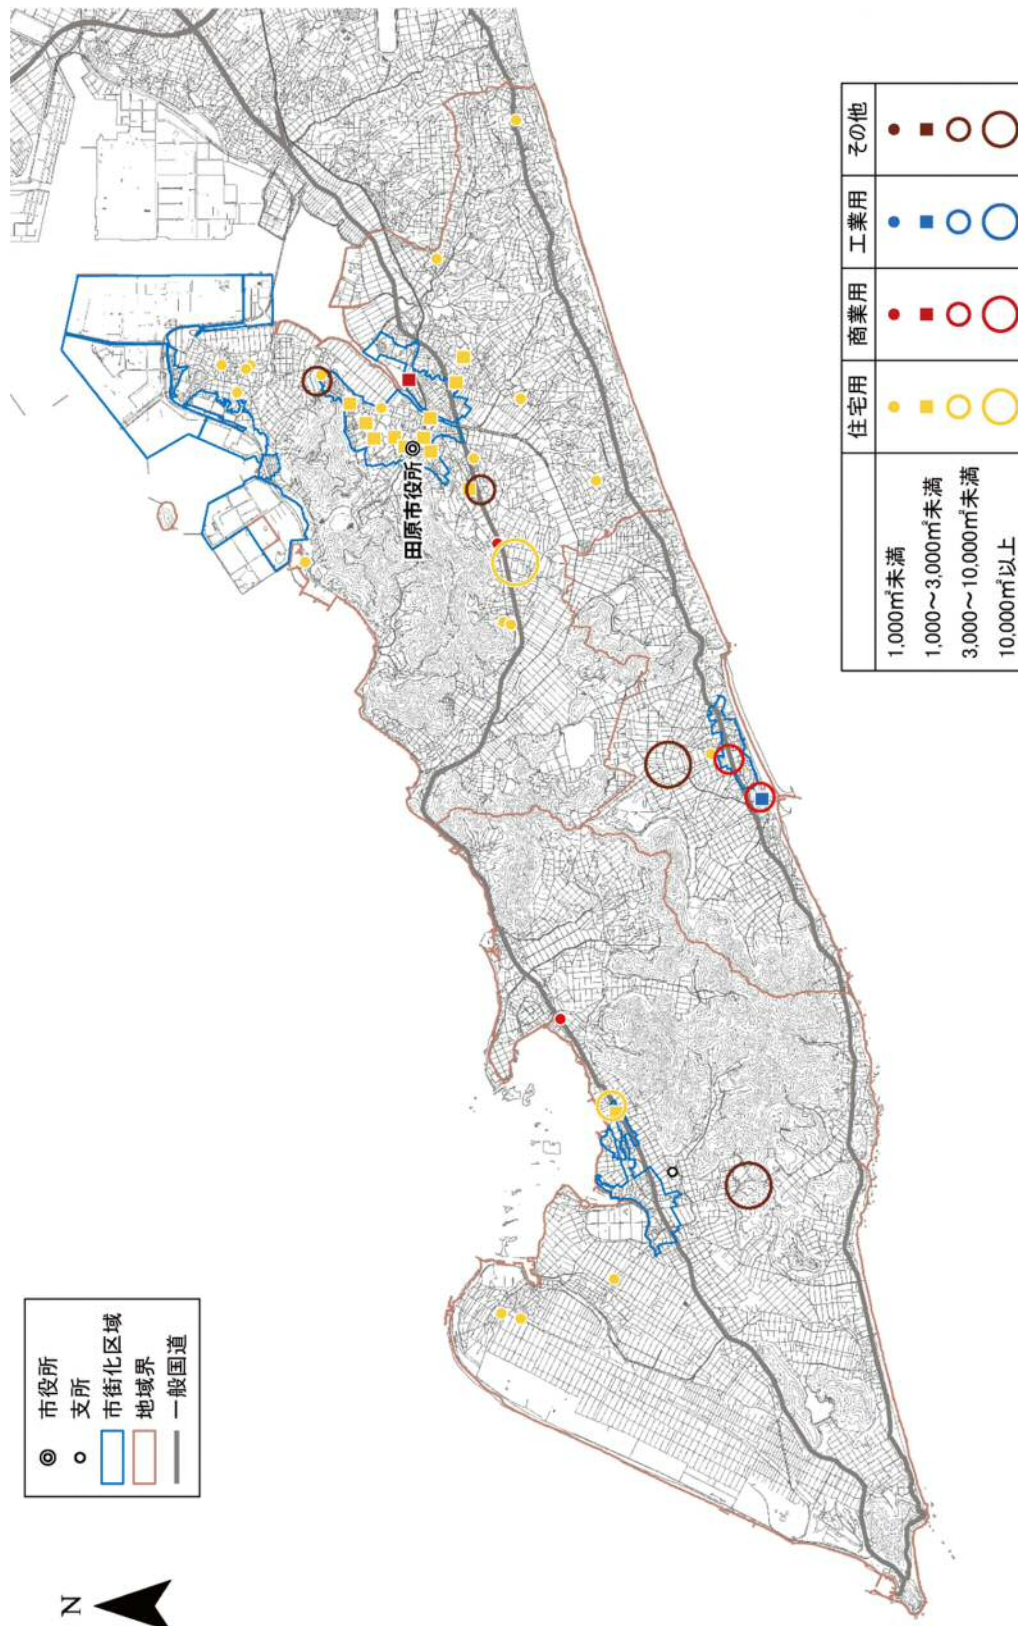 N
市役所
支所
市街化区域
地域界
一般国道
田原市役所
住宅用 商業用 工業用 その他
1,000㎡未満
1,000~3,000㎡未満
3,000~10,000㎡未満
10,000㎡以上